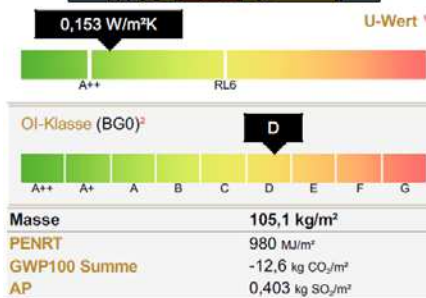 0,153 W/m²K
U-Wert
A++ RL6
OI-Klasse (BG0)²
D
A++ A+ A B C D E F G
Masse 105,1 kg/m²
PENRT 980 MJ/m²
GWP100 Summe -12,6 kg CO₂/m²
AP 0,403 kg SO₂/m²